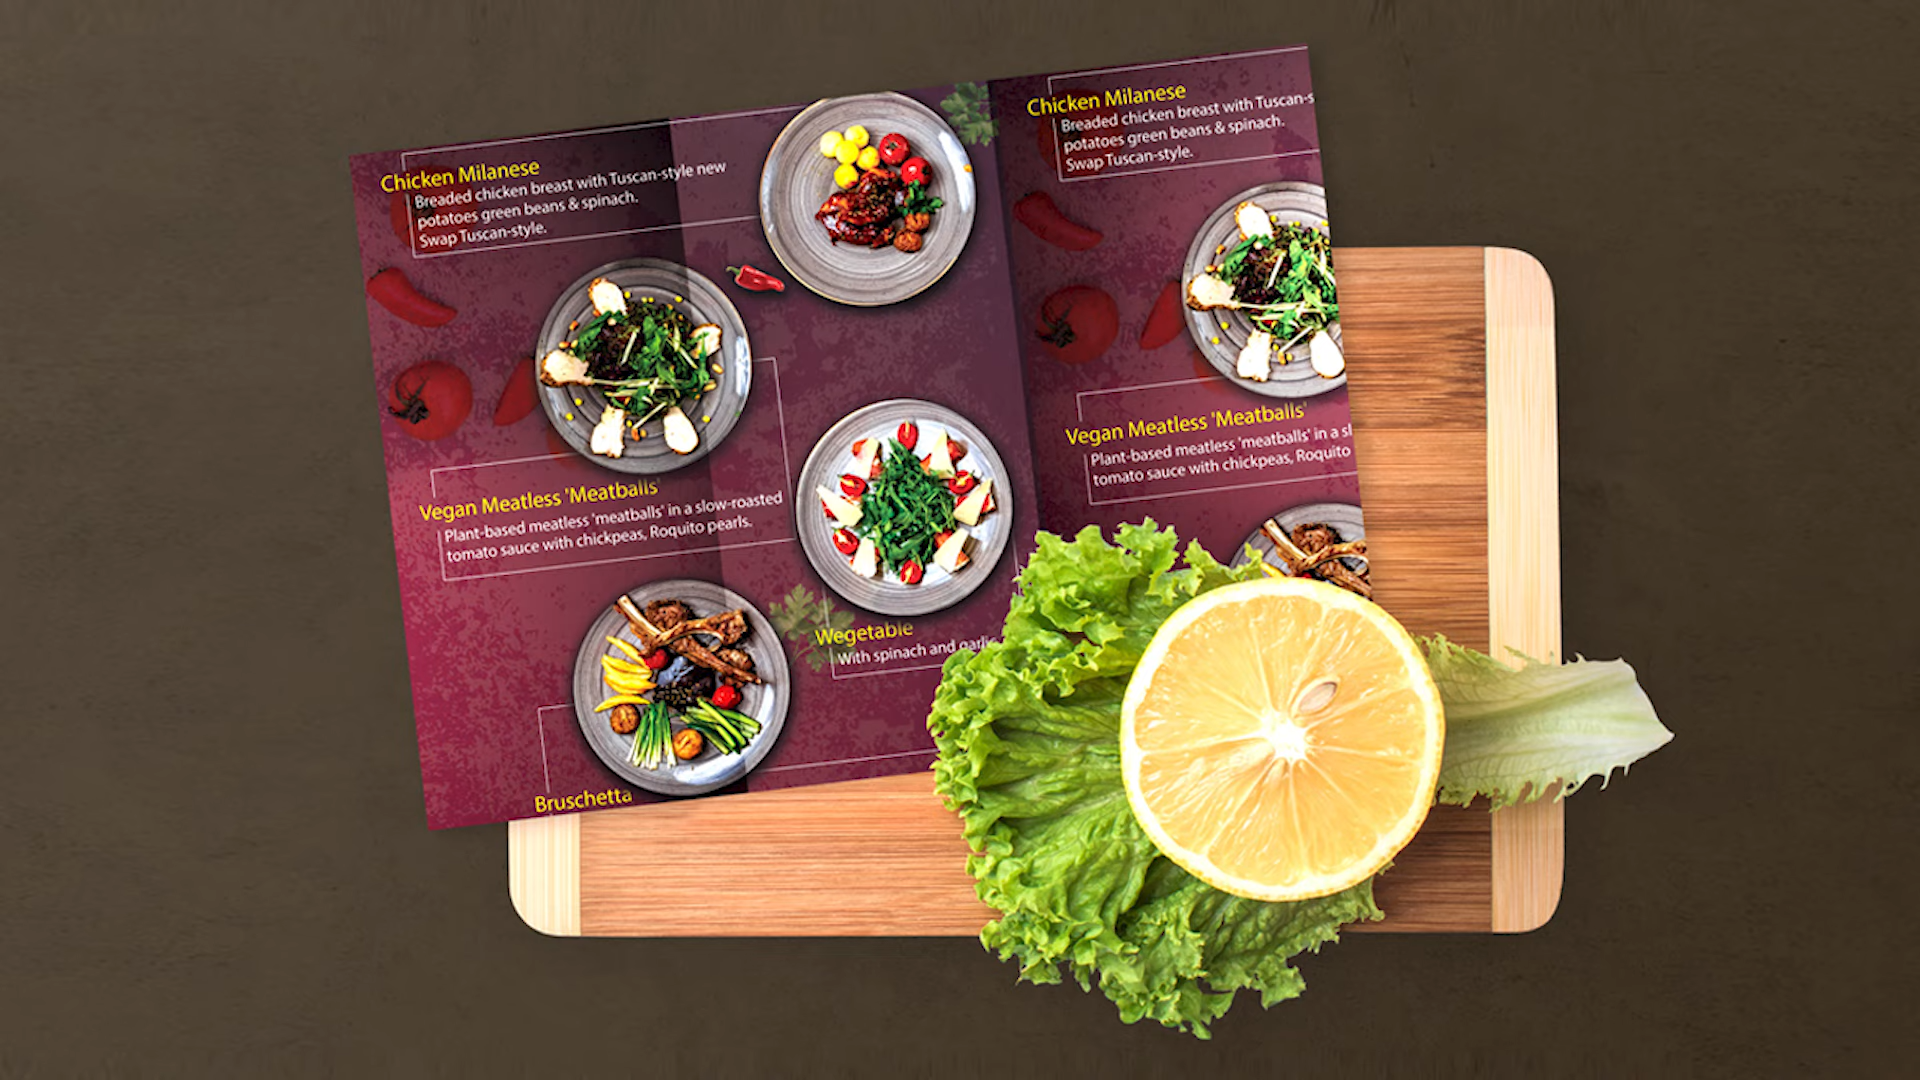 Chicken Milanese
Breaded chicken breast with Tuscan-style new
potatoes green beans & spinach.
Swap Tuscan-style.
Vegan Meatless 'Meatballs'
Plant-based meatless 'meatballs' in a slow-roasted
tomato sauce with chickpeas, Roquito pearls.
Bruschetta
Wegetable
With spinach and garlic
Chicken Milanese
Breaded chicken breast with Tuscan-s
potatoes green beans & spinach.
Swap Tuscan-style.
Vegan Meatless 'Meatballs'
Plant-based meatless 'meatballs' in a sl
tomato sauce with chickpeas, Roquito